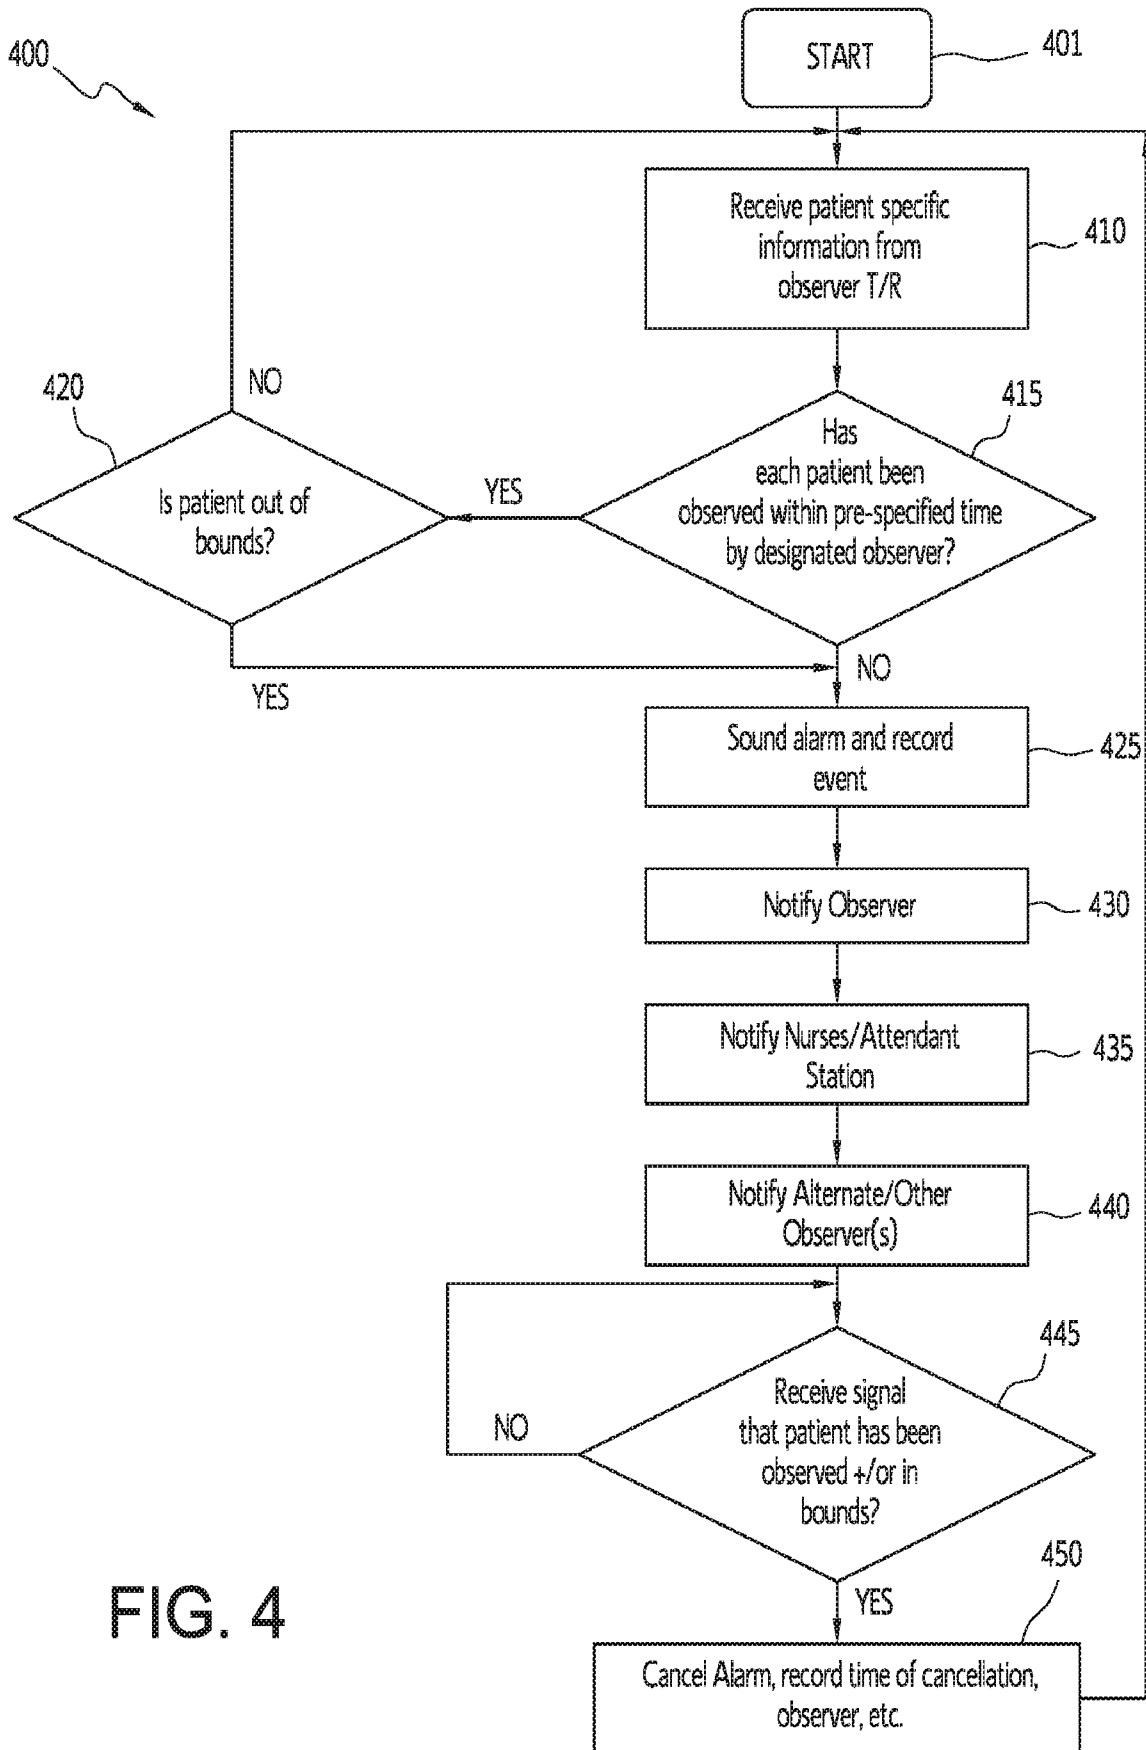 400
START
401
Receive patient specific
information from
observer T/R
410
NO
420
415
Is patient out of
bounds?
YES
Has
each patient been
observed within pre-specified time
by designated observer?
YES
NO
Sound alarm and record
event
425
Notify Observer
430
Notify Nurses/Attendant
Station
435
Notify Alternate/Other
Observer(s)
440
445
NO
Receive signal
that patient has been
observed +/or in
bounds?
YES
450
Cancel Alarm, record time of cancellation,
observer, etc.
FIG. 4